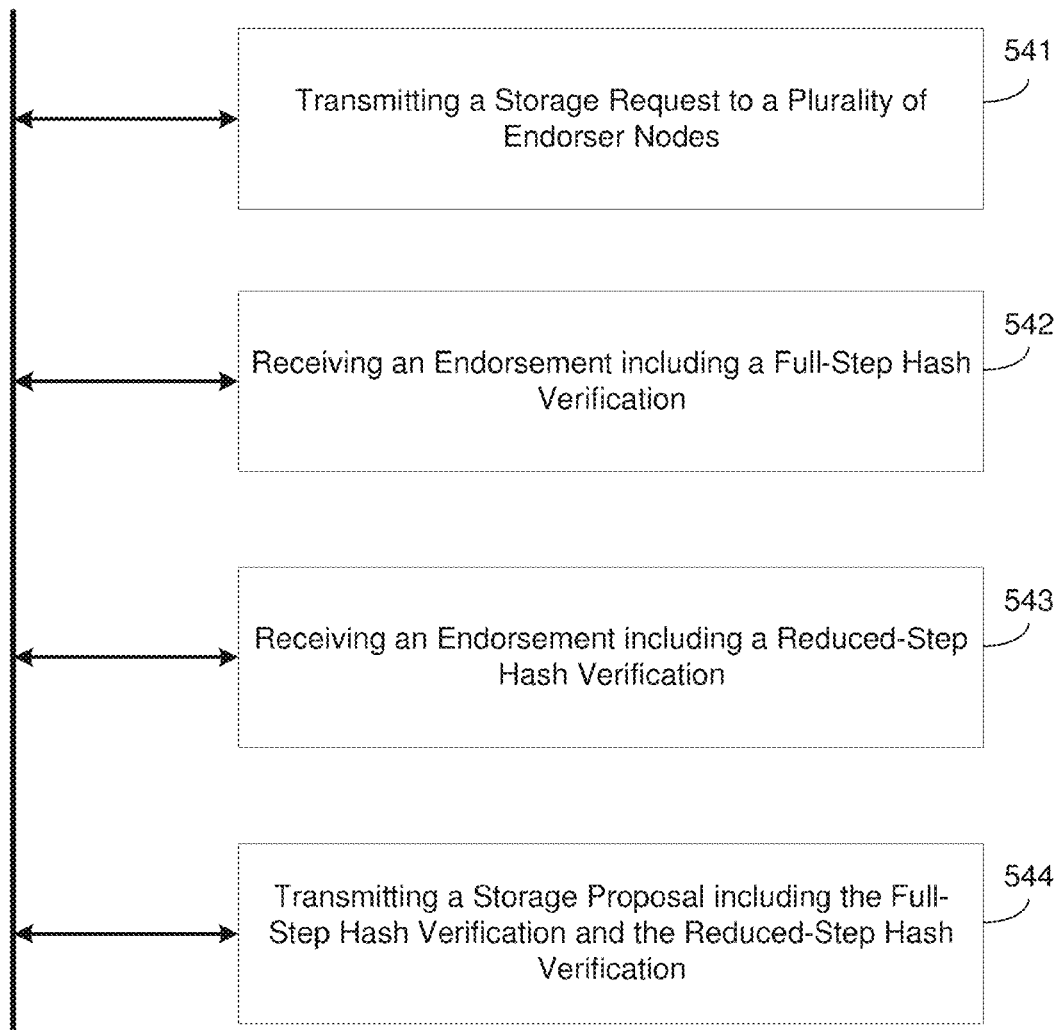 541
Transmitting a Storage Request to a Plurality of
Endorser Nodes
542
Receiving an Endorsement including a Full-Step Hash
Verification
543
Receiving an Endorsement including a Reduced-Step
Hash Verification
544
Transmitting a Storage Proposal including the Full-
Step Hash Verification and the Reduced-Step Hash
Verification